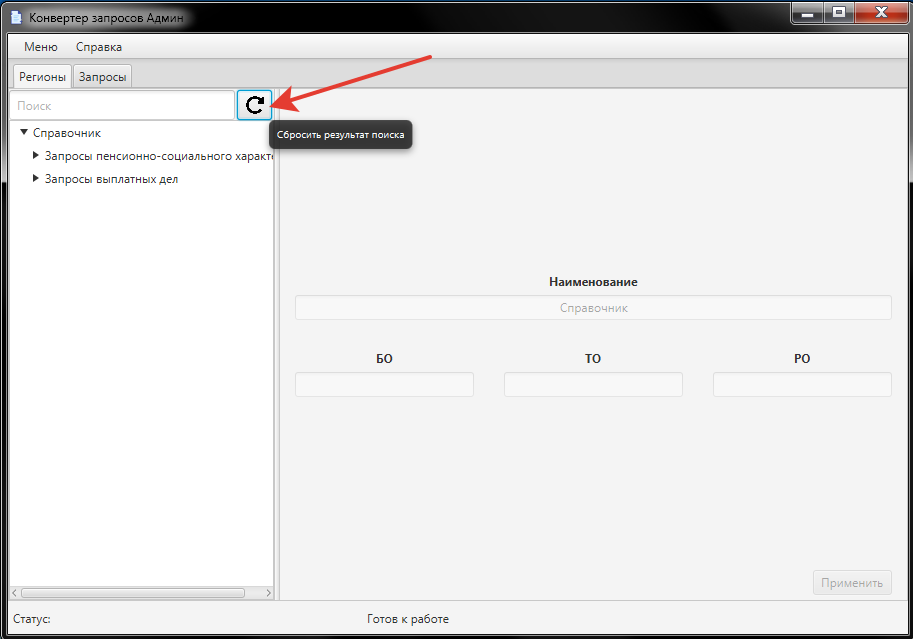 Конвертер запросов Админ
Меню Справка
Регионы Запросы
Поиск
Сбросить результат поиска
Справочник
Запросы пенсионно-социального характе
Запросы выплатных дел
Наименование
Справочник
БО ТО РО
Применить
Статус: Готов к работе